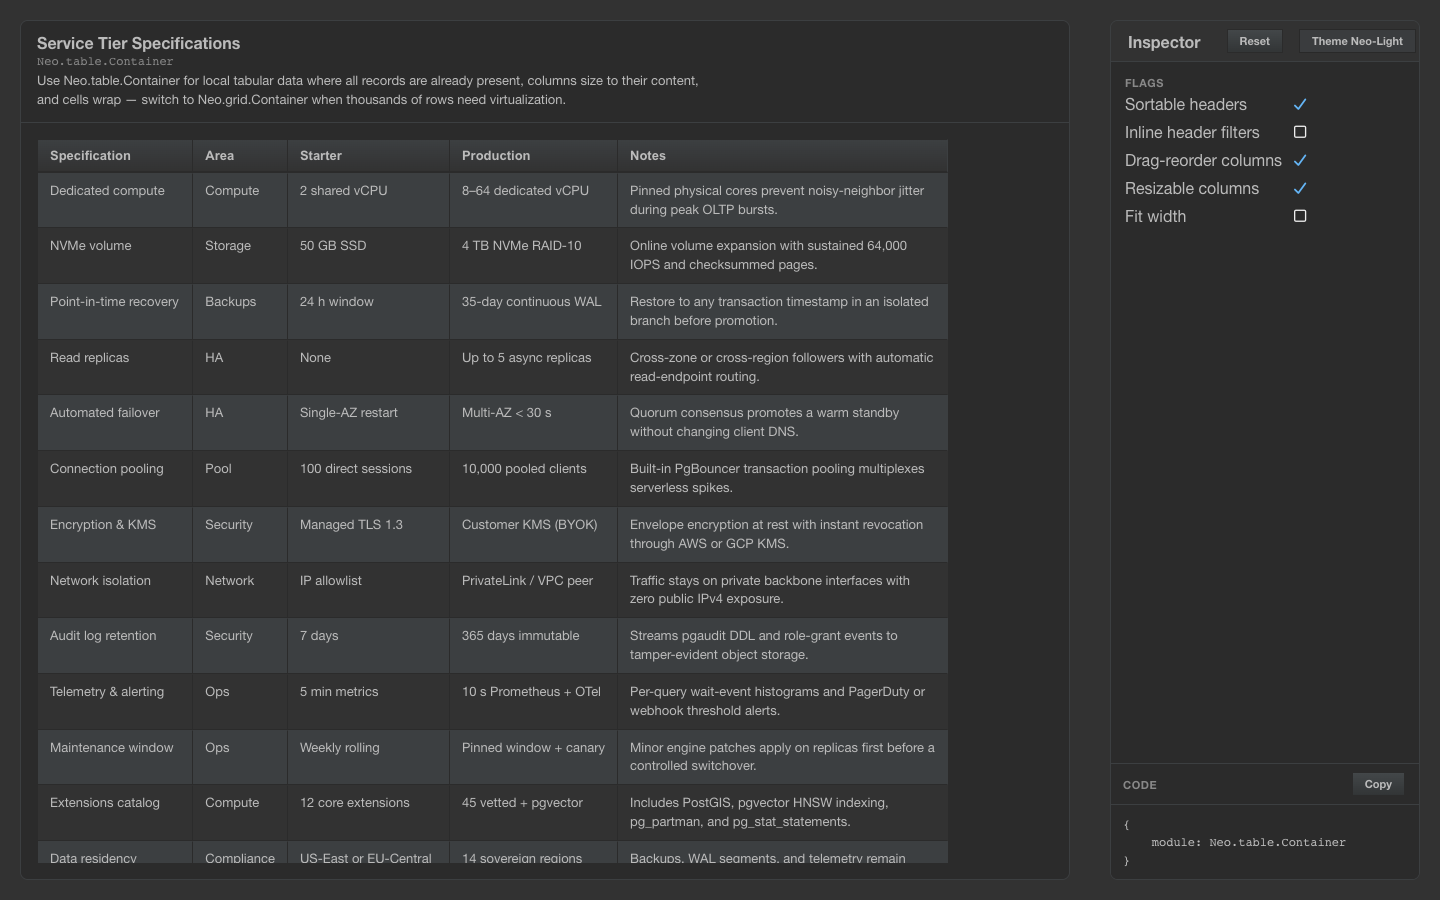 Service Tier Specifications
Neo.table.Container
Use Neo.table.Container for local tabular data where all records are already present, columns size to their content,
and cells wrap — switch to Neo.grid.Container when thousands of rows need virtualization.
Specification Area Starter Production Notes
Dedicated compute Compute 2 shared vCPU 8–64 dedicated vCPU Pinned physical cores prevent noisy-neighbor jitter
during peak OLTP bursts.
NVMe volume Storage 50 GB SSD 4 TB NVMe RAID-10 Online volume expansion with sustained 64,000
IOPS and checksummed pages.
Point-in-time recovery Backups 24 h window 35-day continuous WAL Restore to any transaction timestamp in an isolated
branch before promotion.
Read replicas HA None Up to 5 async replicas Cross-zone or cross-region followers with automatic
read-endpoint routing.
Automated failover HA Single-AZ restart Multi-AZ < 30 s Quorum consensus promotes a warm standby
without changing client DNS.
Connection pooling Pool 100 direct sessions 10,000 pooled clients Built-in PgBouncer transaction pooling multiplexes
serverless spikes.
Encryption & KMS Security Managed TLS 1.3 Customer KMS (BYOK) Envelope encryption at rest with instant revocation
through AWS or GCP KMS.
Network isolation Network IP allowlist PrivateLink / VPC peer Traffic stays on private backbone interfaces with
zero public IPv4 exposure.
Audit log retention Security 7 days 365 days immutable Streams pgaudit DDL and role-grant events to
tamper-evident object storage.
Telemetry & alerting Ops 5 min metrics 10 s Prometheus + OTel Per-query wait-event histograms and PagerDuty or
webhook threshold alerts.
Maintenance window Ops Weekly rolling Pinned window + canary Minor engine patches apply on replicas first before a
controlled switchover.
Extensions catalog Compute 12 core extensions 45 vetted + pgvector Includes PostGIS, pgvector HNSW indexing,
pg_partman, and pg_stat_statements.
Data residency Compliance US-East or EU-Central 14 sovereign regions Backups, WAL segments, and telemetry remain
Inspector Reset Theme Neo-Light
FLAGS
Sortable headers
Inline header filters
Drag-reorder columns
Resizable columns
Fit width
CODE Copy
{
module: Neo.table.Container
}